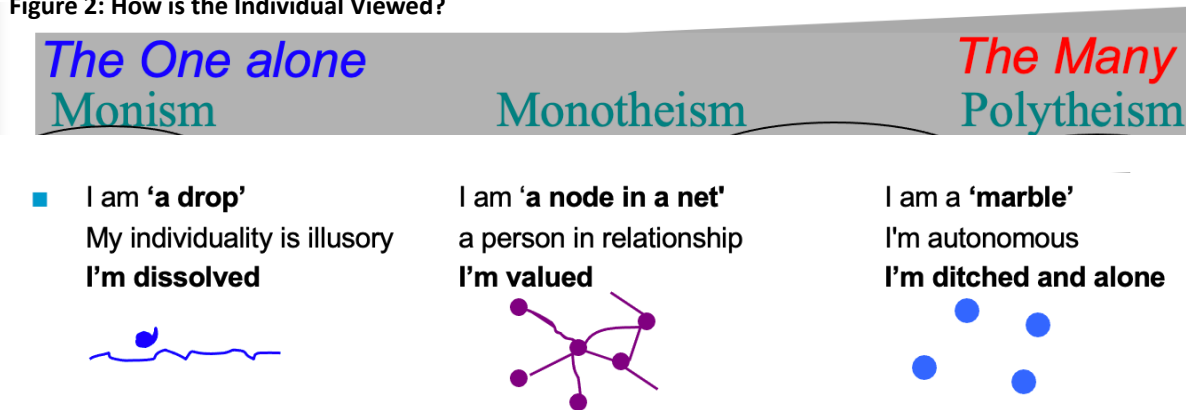 Figure 2: How is the Individual Viewed?
The One alone
The Many
Monism
Monotheism
Polytheism
I am ‘a drop’
My individuality is illusory
I’m dissolved
I am ‘a node in a net'
a person in relationship
I’m valued
I am a ‘marble’
I'm autonomous
I’m ditched and alone